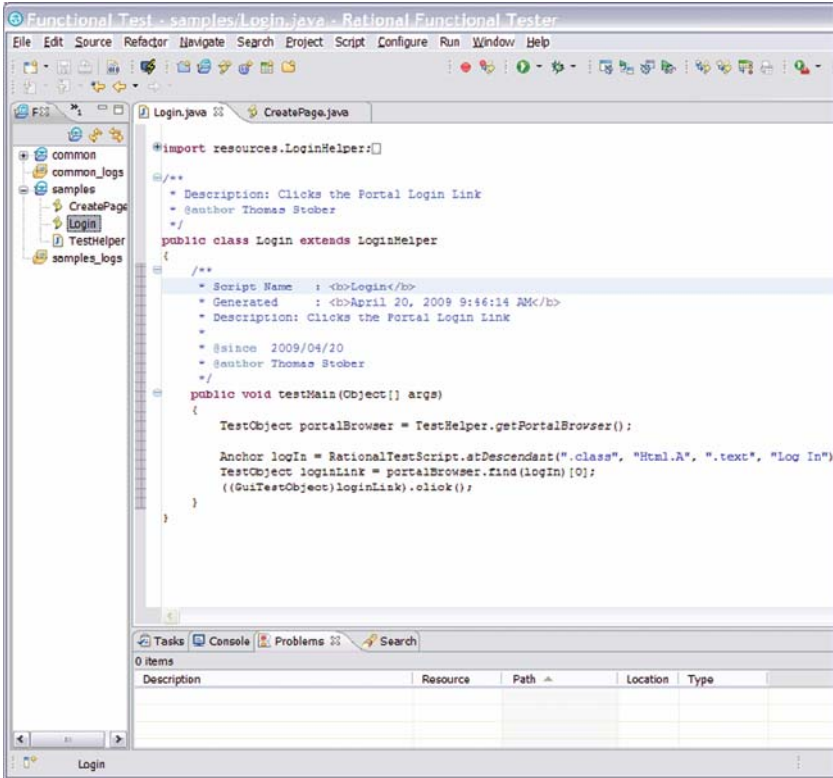 Functional Test - samples/Login.java - Rational Functional Tester
File Edit Source Refactor Navigate Search Project Script Configure Run Window Help
Login.java CreatePage.java
common
common_logs
samples
CreatePage
Login
TestHelper
samples_logs
import resources.LoginHelper;
/**
* Description: Clicks the Portal Login Link
* @author Thomas Stober
*/
public class Login extends LoginHelper
{
/**
* Script Name : <b>Login</b>
* Generated : <b>April 20, 2009 9:46:14 AM</b>
* Description: Clicks the Portal Login Link
*
* @since 2009/04/20
* @author Thomas Stober
*/
public void testMain(Object[] args)
{
TestObject portalBrowser = TestHelper.getPortalBrowser();
Anchor logIn = RationalTestScript.atDescendant(".class", "Html.A", ".text", "Log In")
TestObject loginLink = portalBrowser.find(logIn)[0];
((GuiTestObject)loginLink).click();
}
}
Tasks Console Problems Search
0 items
Description Resource Path Location Type
Login